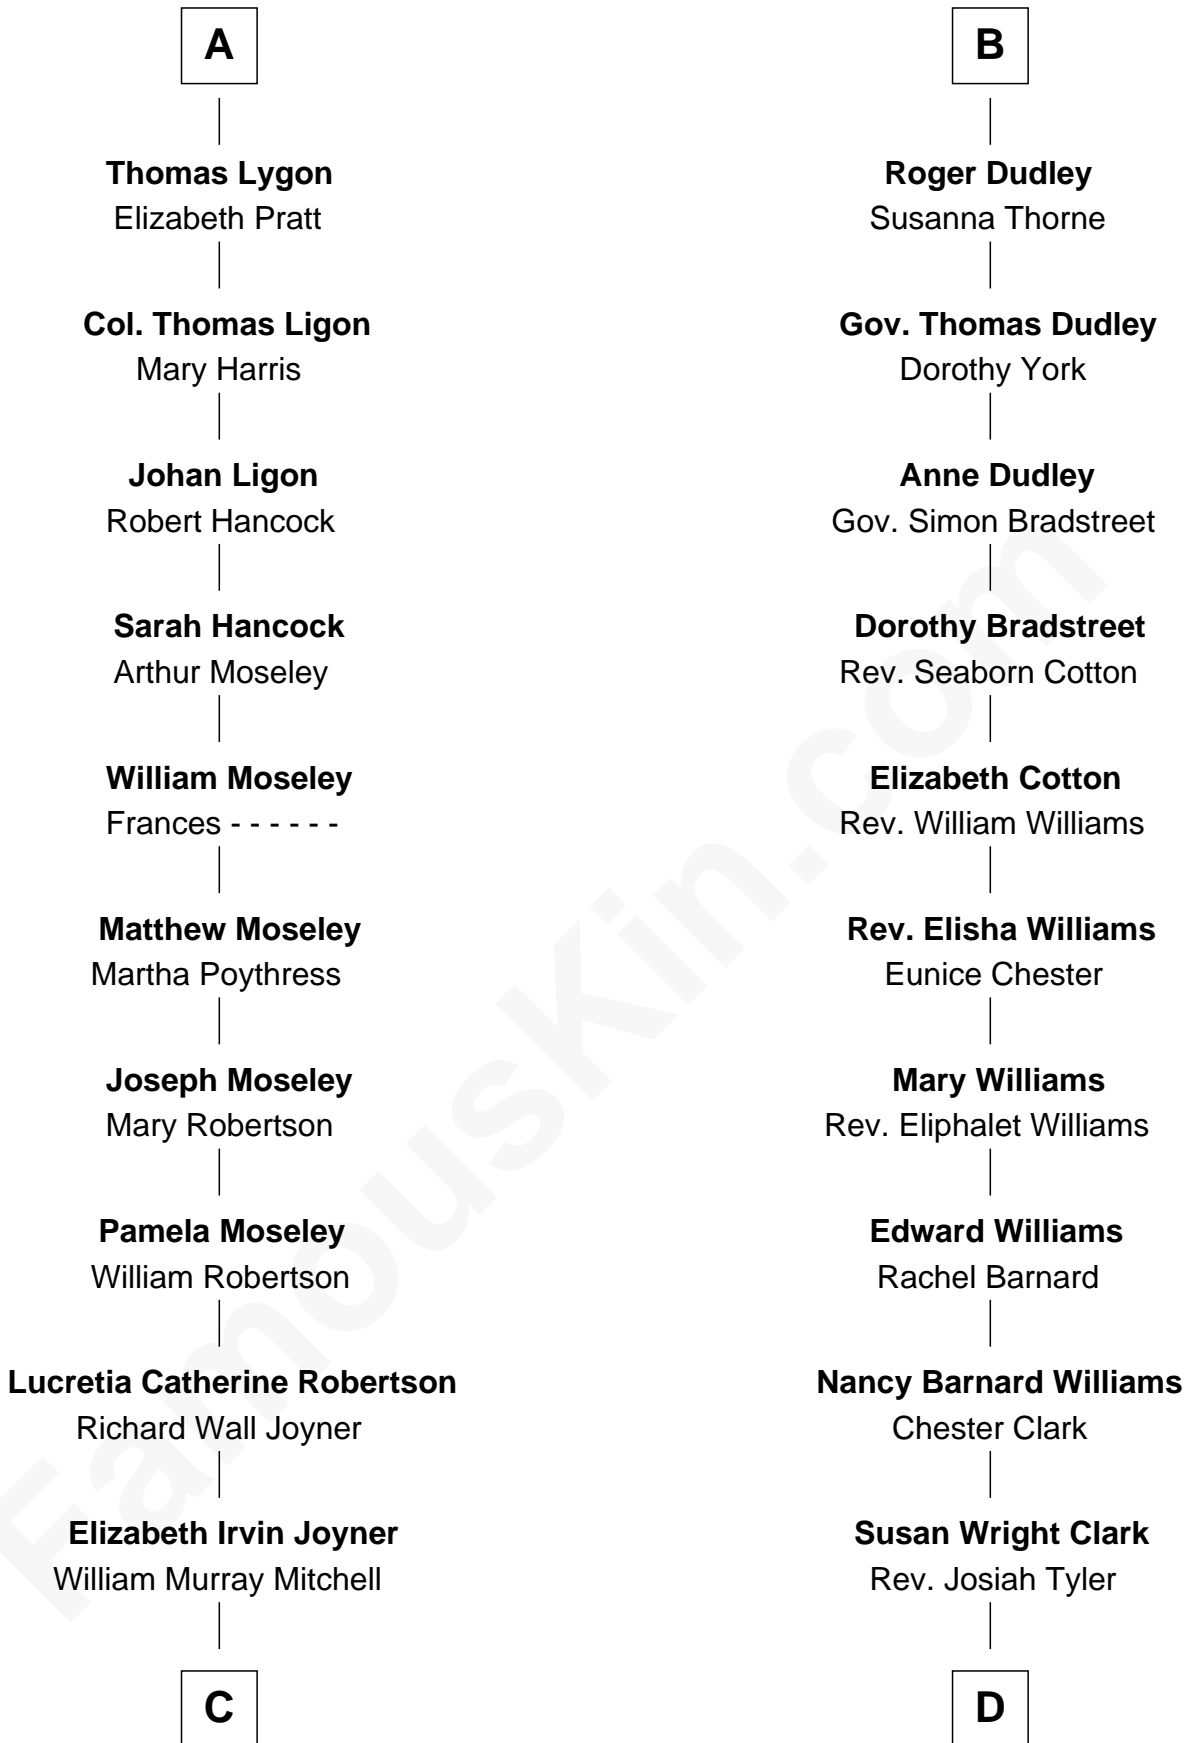 A
Thomas Lygon
Elizabeth Pratt
Col. Thomas Ligon
Mary Harris
Johan Ligon
Robert Hancock
Sarah Hancock
Arthur Moseley
William Moseley
Frances - - - - - -
Matthew Moseley
Martha Poythress
Joseph Moseley
Mary Robertson
Pamela Moseley
William Robertson
Lucretia Catherine Robertson
Richard Wall Joyner
Elizabeth Irvin Joyner
William Murray Mitchell
C
B
Roger Dudley
Susanna Thorne
Gov. Thomas Dudley
Dorothy York
Anne Dudley
Gov. Simon Bradstreet
Dorothy Bradstreet
Rev. Seaborn Cotton
Elizabeth Cotton
Rev. William Williams
Rev. Elisha Williams
Eunice Chester
Mary Williams
Rev. Eliphalet Williams
Edward Williams
Rachel Barnard
Nancy Barnard Williams
Chester Clark
Susan Wright Clark
Rev. Josiah Tyler
D
FamousKin.com